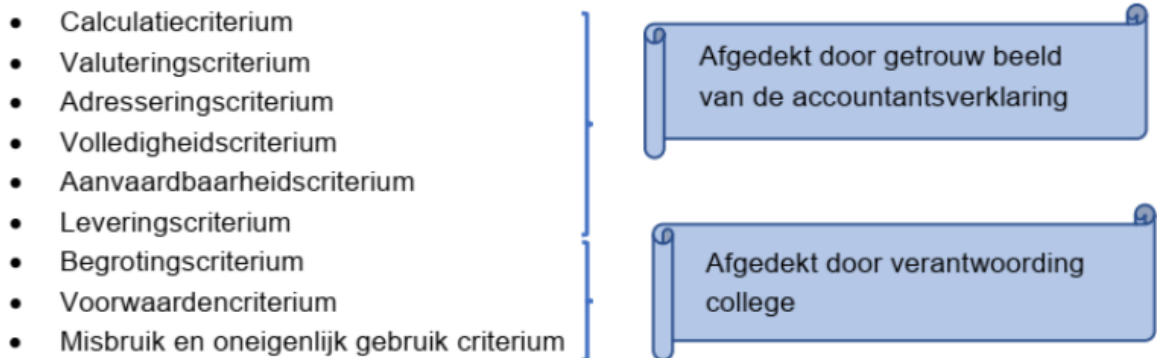 • Calculatiecriterium
• Valuteringscriterium
• Adresseringscriterium
• Volledigheidscriterium
• Aanvaardbaarheidscriterium
• Leveringscriterium
• Begrotingscriterium
• Voorwaardencriterium
• Misbruik en oneigenlijk gebruik criterium
Afgedekt door getrouw beeld
van de accountantsverklaring
Afgedekt door verantwoording
college